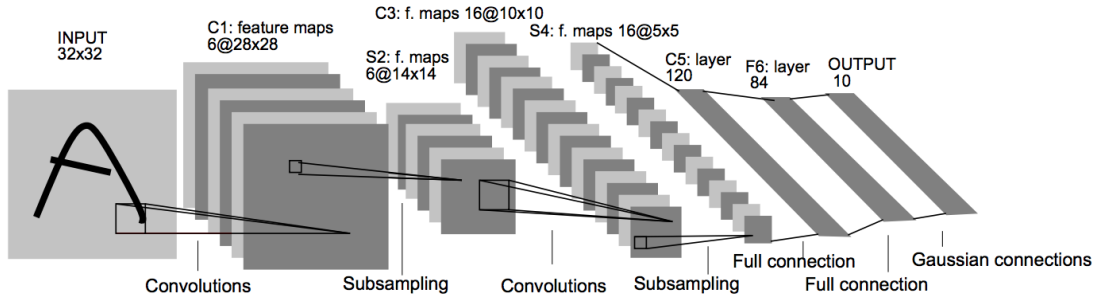 INPUT
32x32
C1: feature maps
6@28x28
S2: f. maps
6@14x14
C3: f. maps 16@10x10
S4: f. maps 16@5x5
C5: layer
120
F6: layer
84
OUTPUT
10
Convolutions
Subsampling
Convolutions
Subsampling
Full connection
Full connection
Gaussian connections